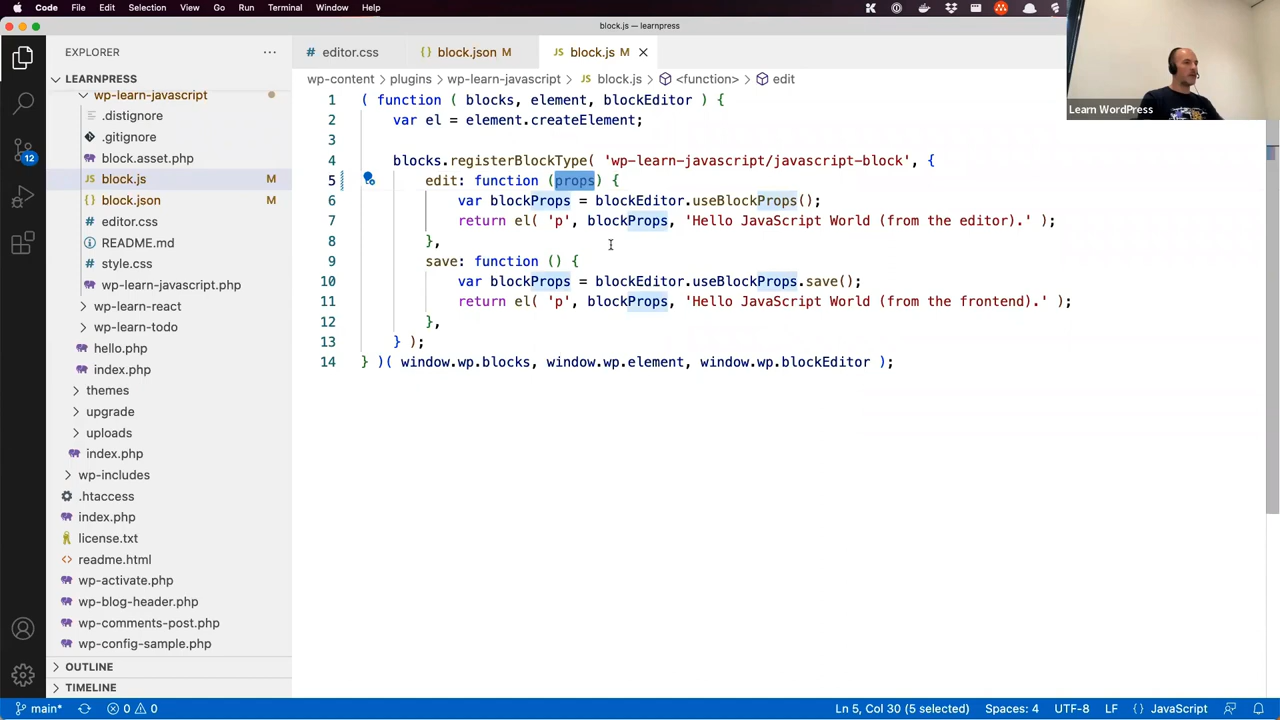 Code File Edit Selection View Go Run Terminal Window Help
block.js — learnpress
Learn WordPress
EXPLORER
LEARNPRESS
wp-learn-javascript
.distignore
.gitignore
block.asset.php
block.js M
block.json M
editor.css
README.md
style.css
wp-learn-javascript.php
wp-learn-react
wp-learn-todo
hello.php
index.php
themes
upgrade
uploads
index.php
wp-includes
.htaccess
index.php
license.txt
readme.html
wp-activate.php
wp-blog-header.php
wp-comments-post.php
wp-config-sample.php
OUTLINE
TIMELINE
12
editor.css block.json M block.js M
wp-content > plugins > wp-learn-javascript > block.js > <function> > edit
1 ( function ( blocks, element, blockEditor ) {
2 var el = element.createElement;
3
4 blocks.registerBlockType( 'wp-learn-javascript/javascript-block', {
5 edit: function (props) {
6 var blockProps = blockEditor.useBlockProps();
7 return el( 'p', blockProps, 'Hello JavaScript World (from the editor).' );
8 },
9 save: function () {
10 var blockProps = blockEditor.useBlockProps.save();
11 return el( 'p', blockProps, 'Hello JavaScript World (from the frontend).' );
12 },
13 } );
14 } )( window.wp.blocks, window.wp.element, window.wp.blockEditor );
main* 0 0 Ln 5, Col 30 (5 selected) Spaces: 4 UTF-8 LF {} JavaScript